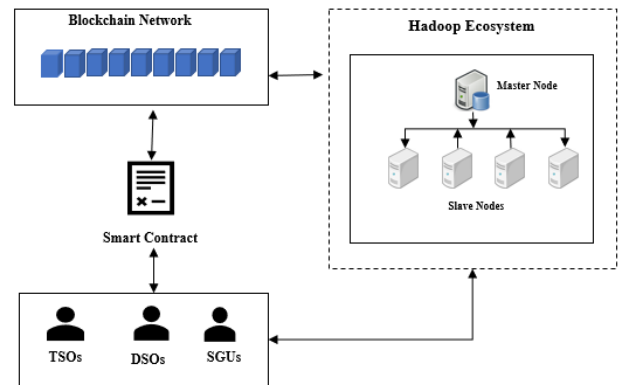 Blockchain Network
Hadoop Ecosystem
Master Node
Slave Nodes
Smart Contract
TSOs
DSOs
SGUs